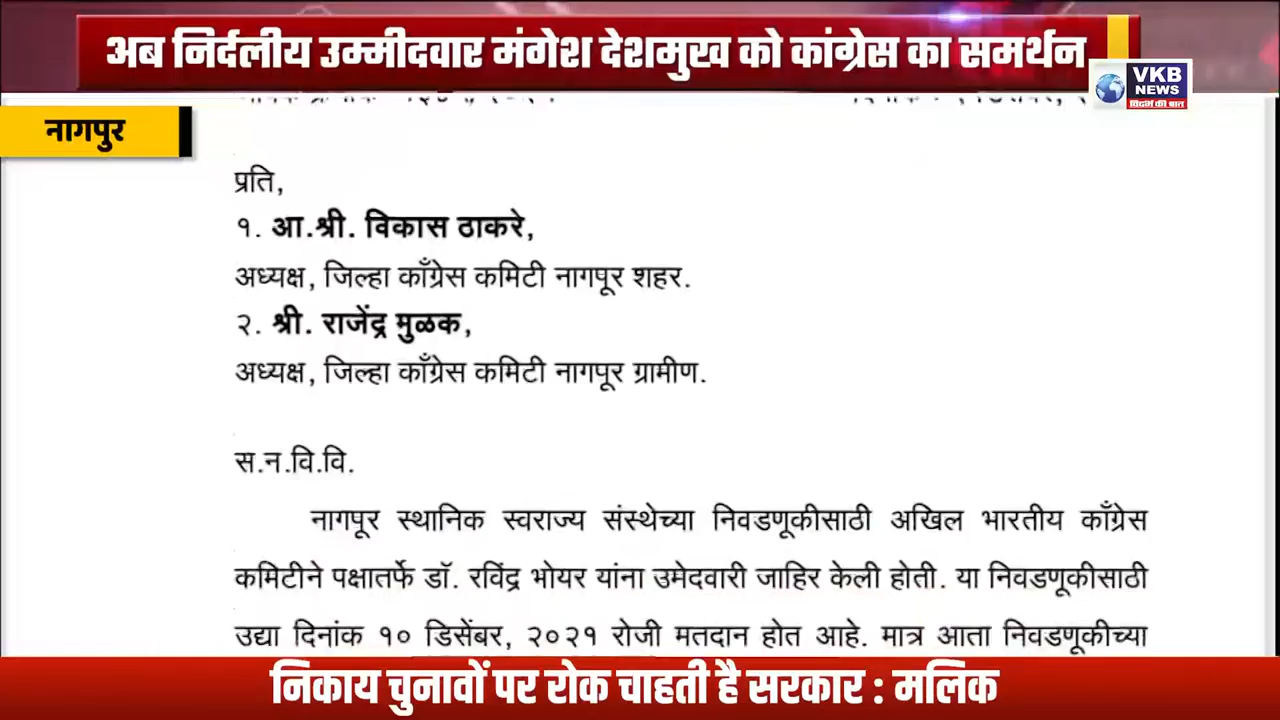 अब निर्दलीय उम्मीदवार मंगेश देशमुख को कांग्रेस का समर्थन
VKB
NEWS
विदर्भ की बात
नागपुर
प्रति,
१. आ.श्री. विकास ठाकरे,
अध्यक्ष, जिल्हा काँग्रेस कमिटी नागपूर शहर.
२. श्री. राजेंद्र मुळक,
अध्यक्ष, जिल्हा काँग्रेस कमिटी नागपूर ग्रामीण.
स.न.वि.वि.
नागपूर स्थानिक स्वराज्य संस्थेच्या निवडणूकीसाठी अखिल भारतीय काँग्रेस
कमिटीने पक्षातर्फे डॉ. रविंद्र भोयर यांना उमेदवारी जाहिर केली होती. या निवडणूकीसाठी
उद्या दिनांक १० डिसेंबर, २०२१ रोजी मतदान होत आहे. मात्र आता निवडणूकीच्या
निकाय चुनावों पर रोक चाहती है सरकार : मलिक